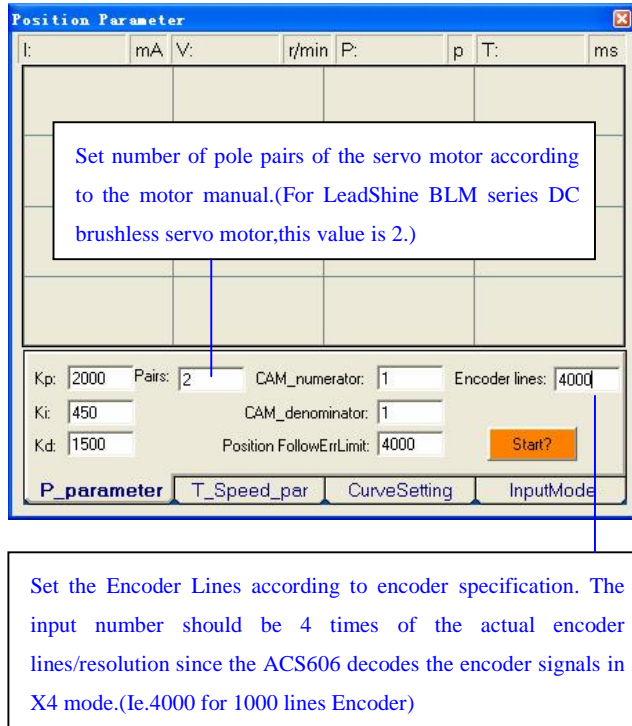 Position Parameter
I: mA V: r/min P: p T: ms
Set number of pole pairs of the servo motor according
to the motor manual.(For LeadShine BLM series DC
brushless servo motor,this value is 2.)
Kp: 2000 Pairs: 2 CAM_numerator: 1 Encoder lines: 4000
Ki: 450 CAM_denominator: 1
Kd: 1500 Position FollowErrLimit: 4000 Start?
P_parameter T_Speed_par CurveSetting InputMode
Set the Encoder Lines according to encoder specification. The
input number should be 4 times of the actual encoder
lines/resolution since the ACS606 decodes the encoder signals in
X4 mode.(Ie.4000 for 1000 lines Encoder)